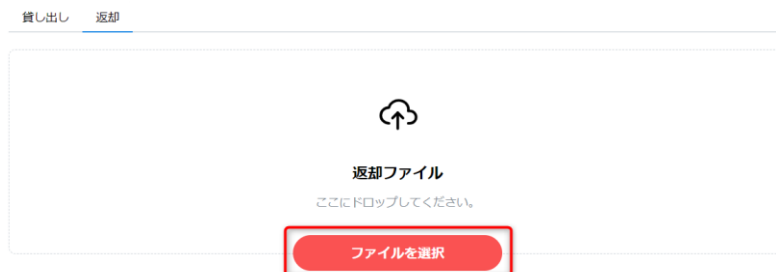 貸し出し 返却
返却ファイル
ここにドロップしてください。
ファイルを選択